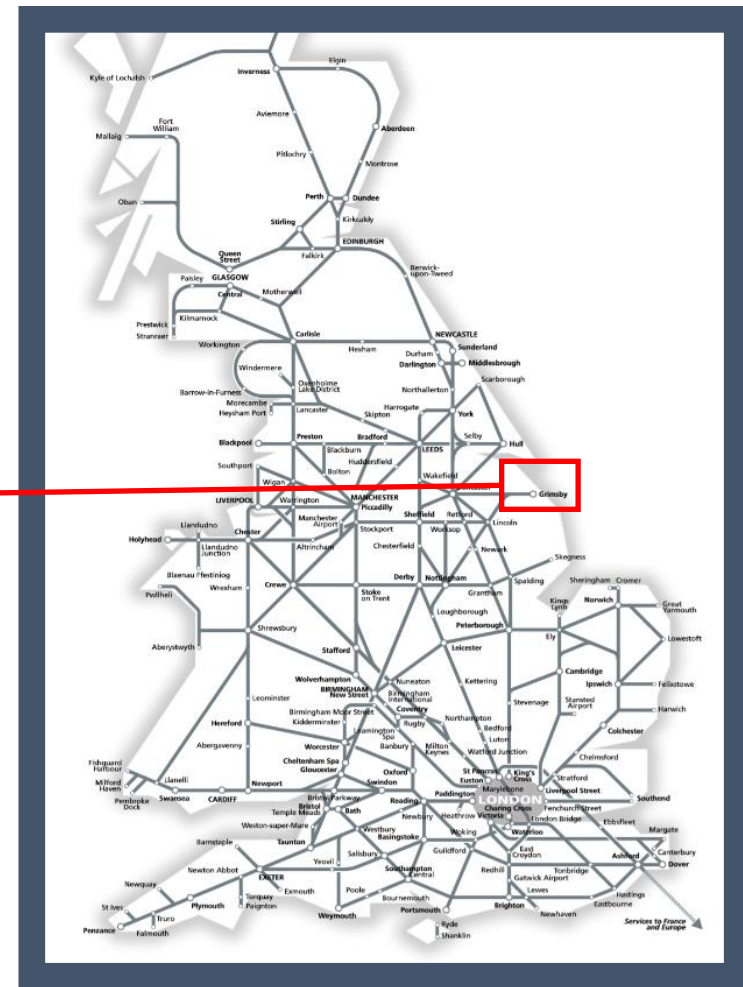 Elgin
Kyle of Lochalsh
Inverness
Aviemore
Fort
William
Mallaig
Aberdeen
Pitlochry
Montrose
Perth
Dundee
Oban
Stirling
Kirkcaldy
Queen
Street
EDINBURGH
Falkirk
Berwick-
upon-Tweed
Paisley
GLASGOW
Central
Motherwell
Prestwick
Kilmarnock
Stranraer
Carlisle
NEWCASTLE
Workington
Hexham
Sunderland
Durham
Darlington
Middlesbrough
Windermere
Oxenholme
Lake District
Scarborough
Barrow-in-Furness
Northallerton
Morecambe
Heysham Port
Lancaster
Harrogate
York
Skipton
Blackpool
Preston
Bradford
Selby
Hull
Blackburn
LEEDS
Southport
Huddersfield
Bolton
Wakefield
Wigan
LIVERPOOL
Warrington
MANCHESTER
Piccadilly
Grimsby
Manchester
Airport
Sheffield
Retford
Lincoln
Llandudno
Stockport
Worksop
Holyhead
Chester
Llandudno
Junction
Altrincham
Chesterfield
Newark
Skegness
Blaenau Ffestiniog
Wrexham
Crewe
Stoke
on Trent
Derby
Nottingham
Grantham
Spalding
Sheringham
Cromer
Pwllheli
Kings
Lynn
Norwich
Great
Yarmouth
Loughborough
Peterborough
Ely
Shrewsbury
Lowestoft
Aberystwyth
Stafford
Leicester
Cambridge
Wolverhampton
Nuneaton
Kettering
BIRMINGHAM
New Street
Birmingham
International
Ipswich
Felixstowe
Leominster
Birmingham Moor Street
Coventry
Stevenage
Stansted
Airport
Harwich
Kidderminster
Rugby
Northampton
Hereford
Leamington
Spa
Bedford
Colchester
Abergavenny
Worcester
Banbury
Milton
Keynes
Luton
Watford Junction
Chelmsford
Cheltenham Spa
Gloucester
Oxford
St Pancras
Euston
King's
Cross
Stratford
Fishguard
Harbour
Llanelli
Swindon
Marylebone
Liverpool Street
Milford
Haven
Newport
Paddington
LONDON
Southend
Pembroke
Dock
Swansea
CARDIFF
Bristol Parkway
Reading
Charing Cross
Fenchurch Street
Bristol
Temple Meads
Bath
Newbury
Heathrow
Victoria
London Bridge
Ebbsfleet
Weston-super-Mare
Westbury
Basingstoke
Woking
Waterloo
Margate
Barnstaple
Taunton
Salisbury
Guildford
East
Croydon
Canterbury
Newton Abbot
Yeovil
Southampton
Central
Redhill
Tonbridge
Ashford
Dover
Gatwick Airport
EXETER
Newquay
Exmouth
Poole
Lewes
Hastings
St Ives
Plymouth
Torquay
Paignton
Bournemouth
Eastbourne
Truro
Weymouth
Portsmouth
Brighton
Newhaven
Penzance
Falmouth
Ryde
Shanklin
Services to France
and Europe